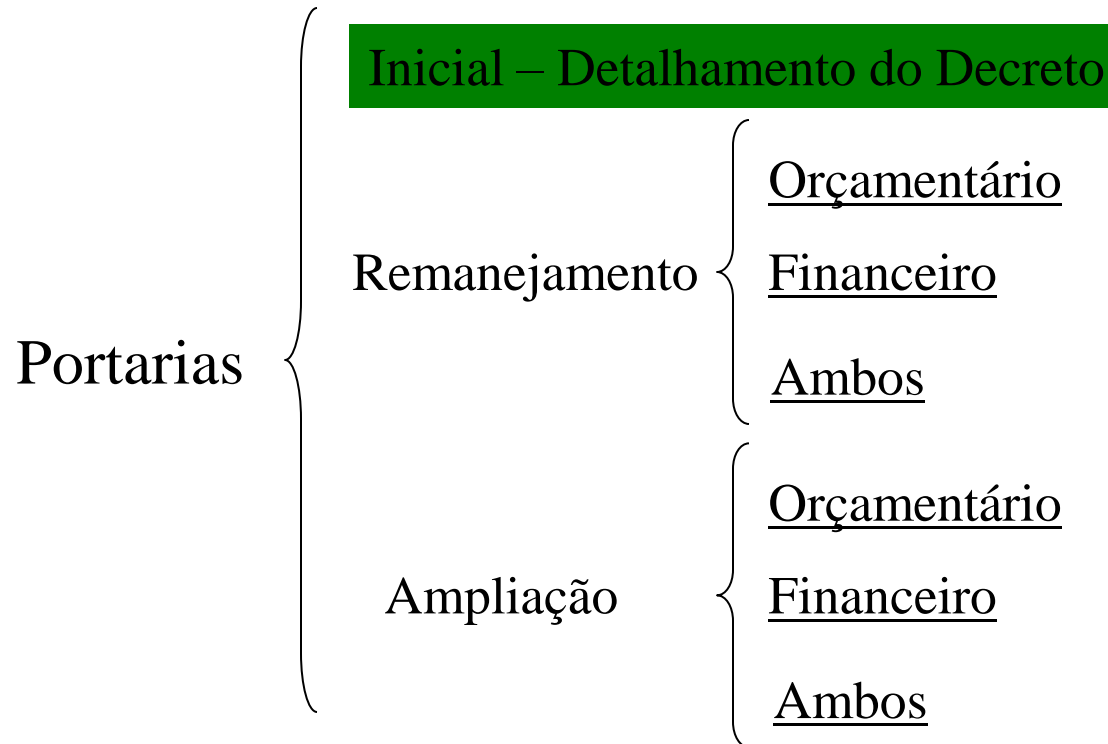 Inicial – Detalhamento do Decreto
Orçamentário
Remanejamento
Financeiro
Portarias
Ambos
Orçamentário
Ampliação
Financeiro
Ambos